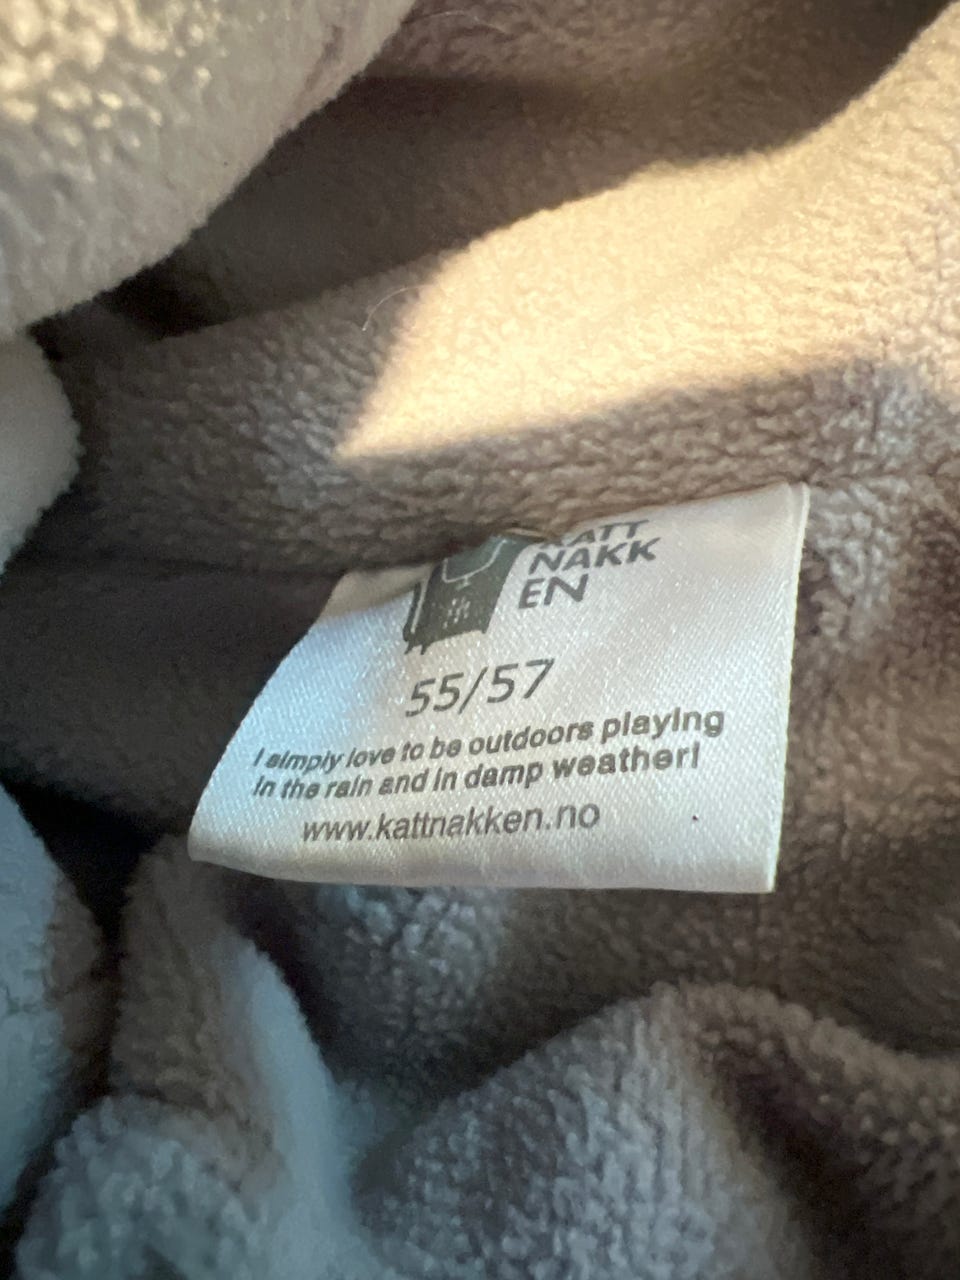 KATT
NAKK
EN
55/57
I simply love to be outdoors playing
in the rain and in damp weather!
www.kattnakken.no